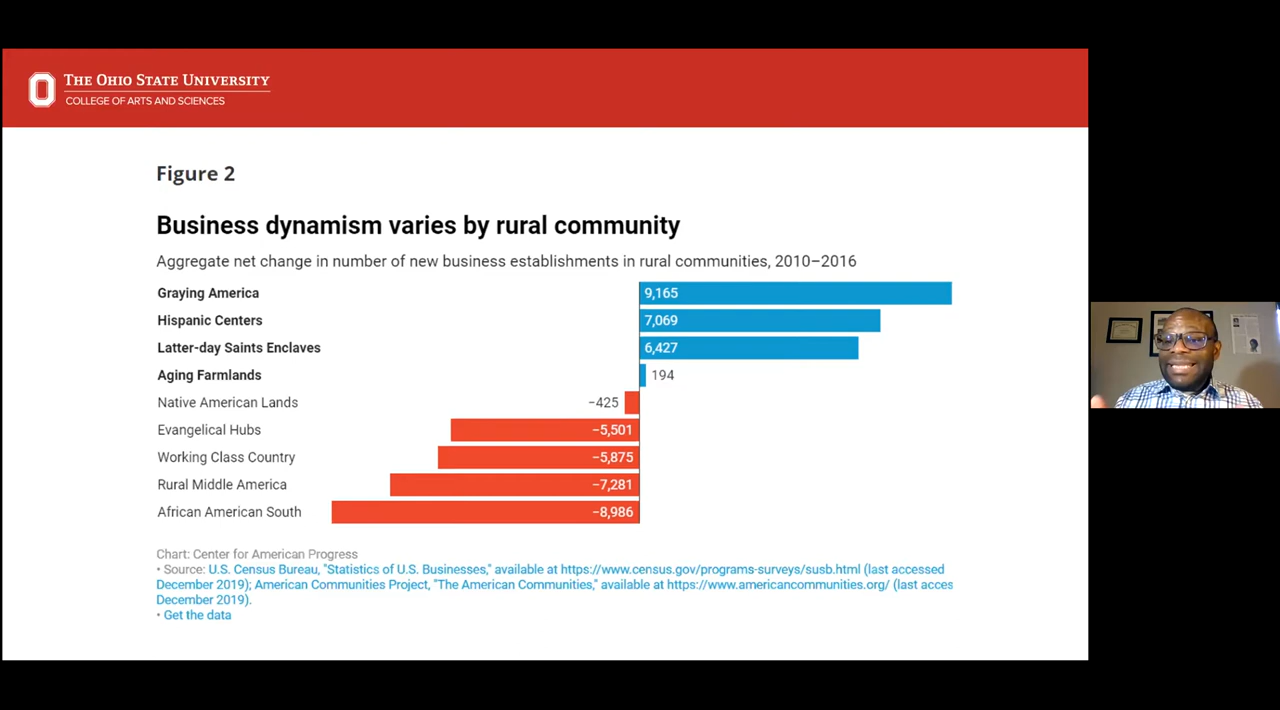 THE OHIO STATE UNIVERSITY
COLLEGE OF ARTS AND SCIENCES
Figure 2
Business dynamism varies by rural community
Aggregate net change in number of new business establishments in rural communities, 2010–2016
Graying America 9,165
Hispanic Centers 7,069
Latter-day Saints Enclaves 6,427
Aging Farmlands 194
Native American Lands −425
Evangelical Hubs −5,501
Working Class Country −5,875
Rural Middle America −7,281
African American South −8,986
Chart: Center for American Progress
• Source: U.S. Census Bureau, "Statistics of U.S. Businesses," available at https://www.census.gov/programs-surveys/susb.html (last accessed
December 2019); American Communities Project, "The American Communities," available at https://www.americancommunities.org/ (last acces
December 2019).
• Get the data